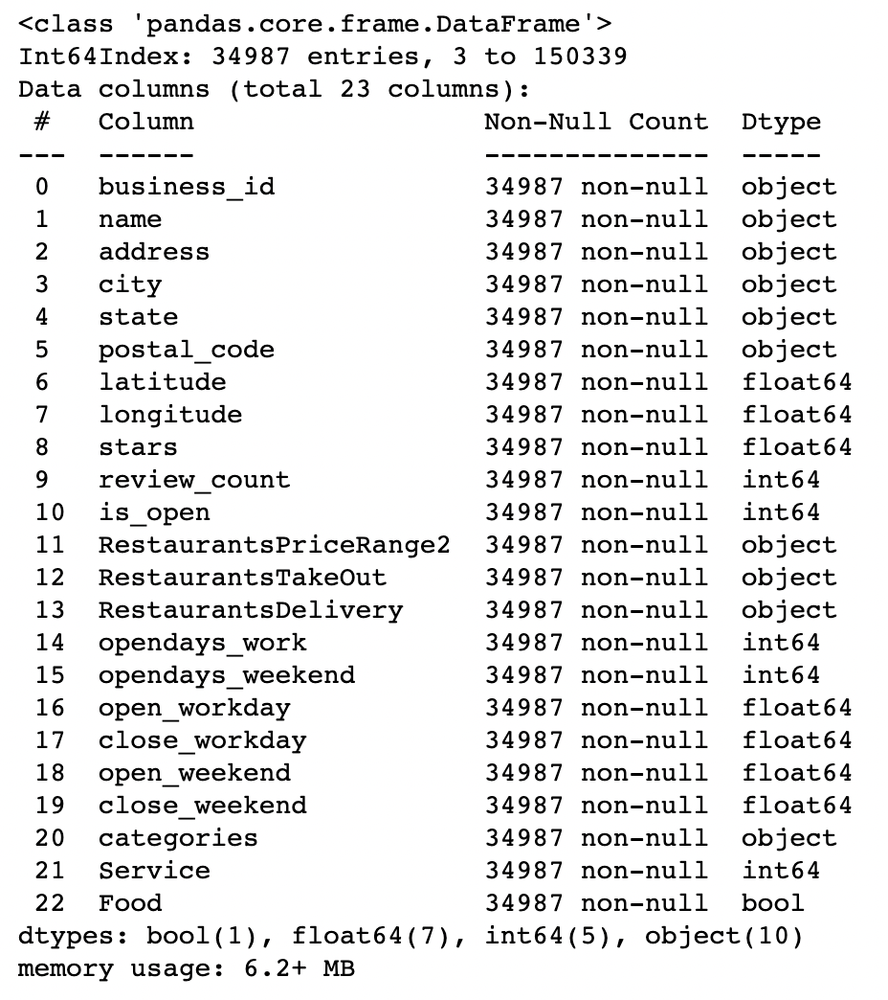 <class 'pandas.core.frame.DataFrame'>
Int64Index: 34987 entries, 3 to 150339
Data columns (total 23 columns):
 #   Column                  Non-Null Count  Dtype
---  ------                  --------------  -----
 0   business_id             34987 non-null  object
 1   name                    34987 non-null  object
 2   address                 34987 non-null  object
 3   city                    34987 non-null  object
 4   state                   34987 non-null  object
 5   postal_code             34987 non-null  object
 6   latitude                34987 non-null  float64
 7   longitude               34987 non-null  float64
 8   stars                   34987 non-null  float64
 9   review_count            34987 non-null  int64
 10  is_open                 34987 non-null  int64
 11  RestaurantsPriceRange2  34987 non-null  object
 12  RestaurantsTakeOut      34987 non-null  object
 13  RestaurantsDelivery     34987 non-null  object
 14  opendays_work           34987 non-null  int64
 15  opendays_weekend        34987 non-null  int64
 16  open_workday            34987 non-null  float64
 17  close_workday           34987 non-null  float64
 18  open_weekend            34987 non-null  float64
 19  close_weekend           34987 non-null  float64
 20  categories              34987 non-null  object
 21  Service                 34987 non-null  int64
 22  Food                    34987 non-null  bool
dtypes: bool(1), float64(7), int64(5), object(10)
memory usage: 6.2+ MB